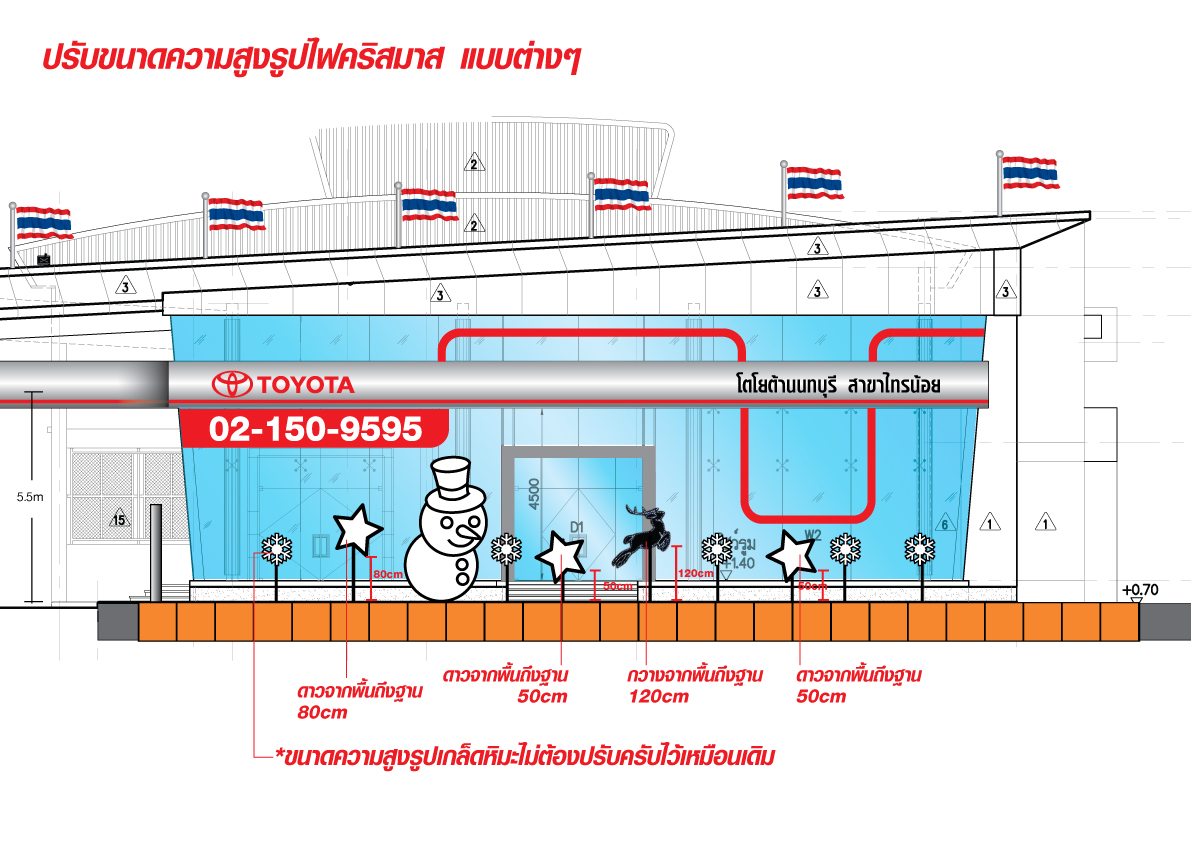 ปรับขนาดความสูงรูปไฟคริสมาส แบบต่างๆ
2
2
3
3
3
3
3
TOYOTA
โตโยต้านนทบุรี สาขาไทรน้อย
02-150-9595
5.5m
4500
15
D1
W2
6
1
1
80cm
50cm
120cm
50cm
+1.40
+0.70
ดาวจากพื้นถึงฐาน
80cm
ดาวจากพื้นถึงฐาน
50cm
กวางจากพื้นถึงฐาน
120cm
ดาวจากพื้นถึงฐาน
50cm
*ขนาดความสูงรูปเกล็ดหิมะไม่ต้องปรับครับไว้เหมือนเดิม